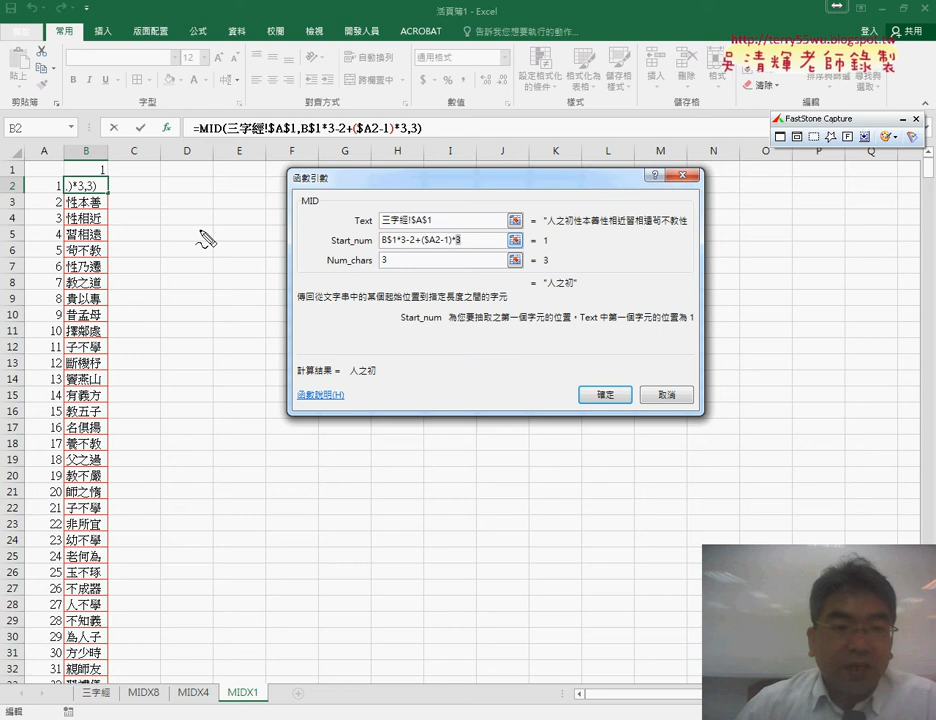 活頁簿1 - Excel
常用 插入 版面配置 公式 資料 校閱 檢視 開發人員 ACROBAT 告訴我您想要執行的動作... 登入 共用
http://terry55wu.blogspot.tw
吳清輝老師錄製
貼上 12 自動換列 通用格式 設定格式化的條件 格式化為表格 儲存格樣式 插入 刪除 格式
B I U 跨欄置中 $ % 清除
剪貼簿 字型 對齊方式 數值 樣式 儲存格 編輯
FastStone Capture
B2 fx =MID(三字經!$A$1,B$1*3-2+($A2-1)*3,3)
A B C D E F G H I J K L M N O P Q
1 1
2 1 ,)*3,3)
3 2 性本善
4 3 性相近
5 4 習相遠
6 5 苟不教
7 6 性乃遷
8 7 教之道
9 8 貴以專
10 9 昔孟母
11 10 擇鄰處
12 11 子不學
13 12 斷機杼
14 13 竇燕山
15 14 有義方
16 15 教五子
17 16 名俱揚
18 17 養不教
19 18 父之過
20 19 教不嚴
21 20 師之惰
22 21 子不學
23 22 非所宜
24 23 幼不學
25 24 老何為
26 25 玉不琢
27 26 不成器
28 27 人不學
29 28 不知義
30 29 為人子
31 30 方少時
32 31 親師友
函數引數
MID
Text 三字經!$A$1 = "人之初性本善性相近習相遠苟不教性
Start_num B$1*3-2+($A2-1)*3 = 1
Num_chars 3 = 3
= "人之初"
傳回從文字串中的某個起始位置到指定長度之間的字元
Start_num 為您要抽取之第一個字元的位置。Text 中第一個字元的位置為 1
計算結果 = 人之初
函數說明(H) 確定 取消
三字經 MIDX8 MIDX4 MIDX1
編輯